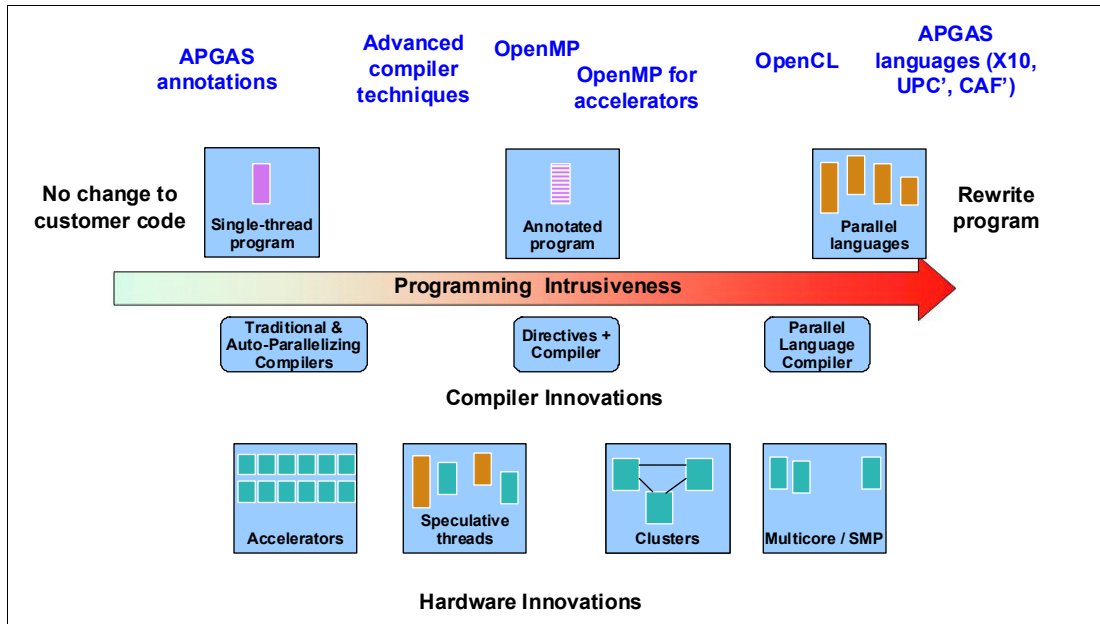 APGAS
annotations
Advanced
compiler
techniques
OpenMP
OpenMP for
accelerators
OpenCL
APGAS
languages (X10,
UPC’, CAF’)
No change to
customer code
Single-thread
program
Annotated
program
Parallel
languages
Rewrite
program
Programming Intrusiveness
Traditional &
Auto-Parallelizing
Compilers
Directives +
Compiler
Parallel
Language
Compiler
Compiler Innovations
Accelerators
Speculative
threads
Clusters
Multicore / SMP
Hardware Innovations